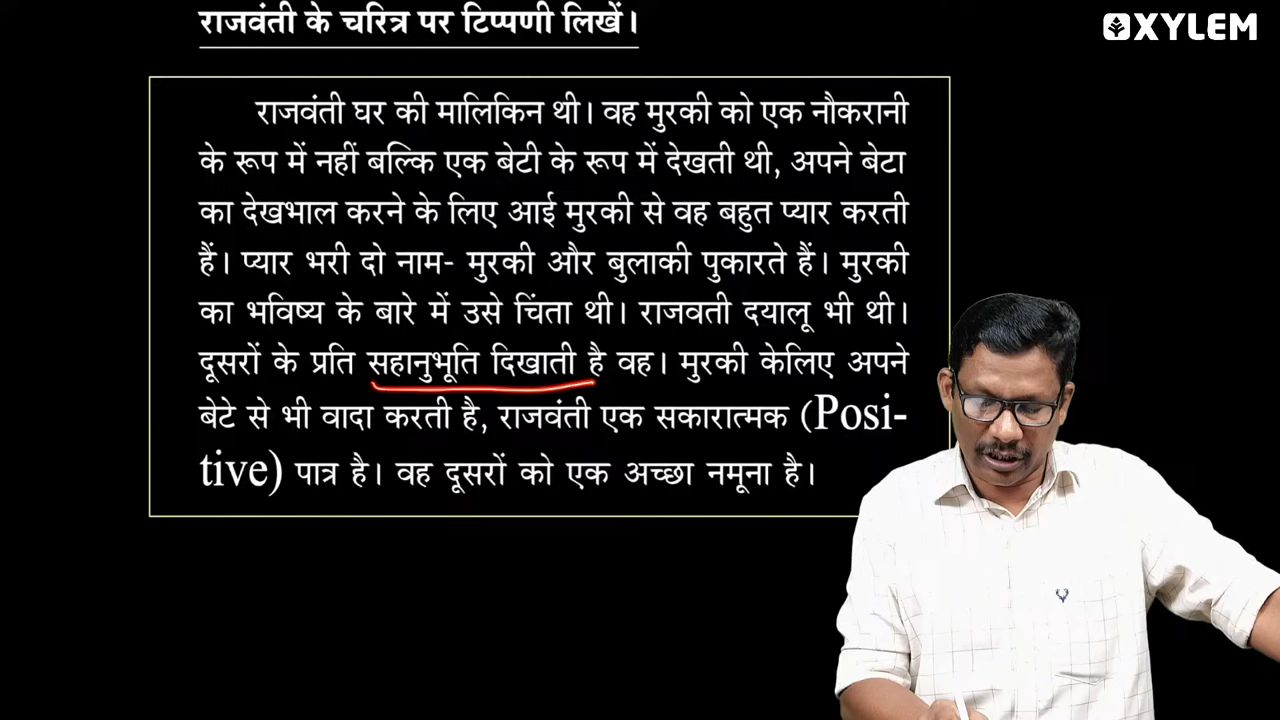 राजवंती के चरित्र पर टिप्पणी लिखें।
OXYLEM
राजवंती घर की मालिकिन थी। वह मुरकी को एक नौकरानी
के रूप में नहीं बल्कि एक बेटी के रूप में देखती थी, अपने बेटा
का देखभाल करने के लिए आई मुरकी से वह बहुत प्यार करती
हैं। प्यार भरी दो नाम- मुरकी और बुलाकी पुकारते हैं। मुरकी
का भविष्य के बारे में उसे चिंता थी। राजवती दयालू भी थी।
दूसरों के प्रति सहानुभूति दिखाती है वह। मुरकी केलिए अपने
बेटे से भी वादा करती है, राजवंती एक सकारात्मक (Posi-
tive) पात्र है। वह दूसरों को एक अच्छा नमूना है।